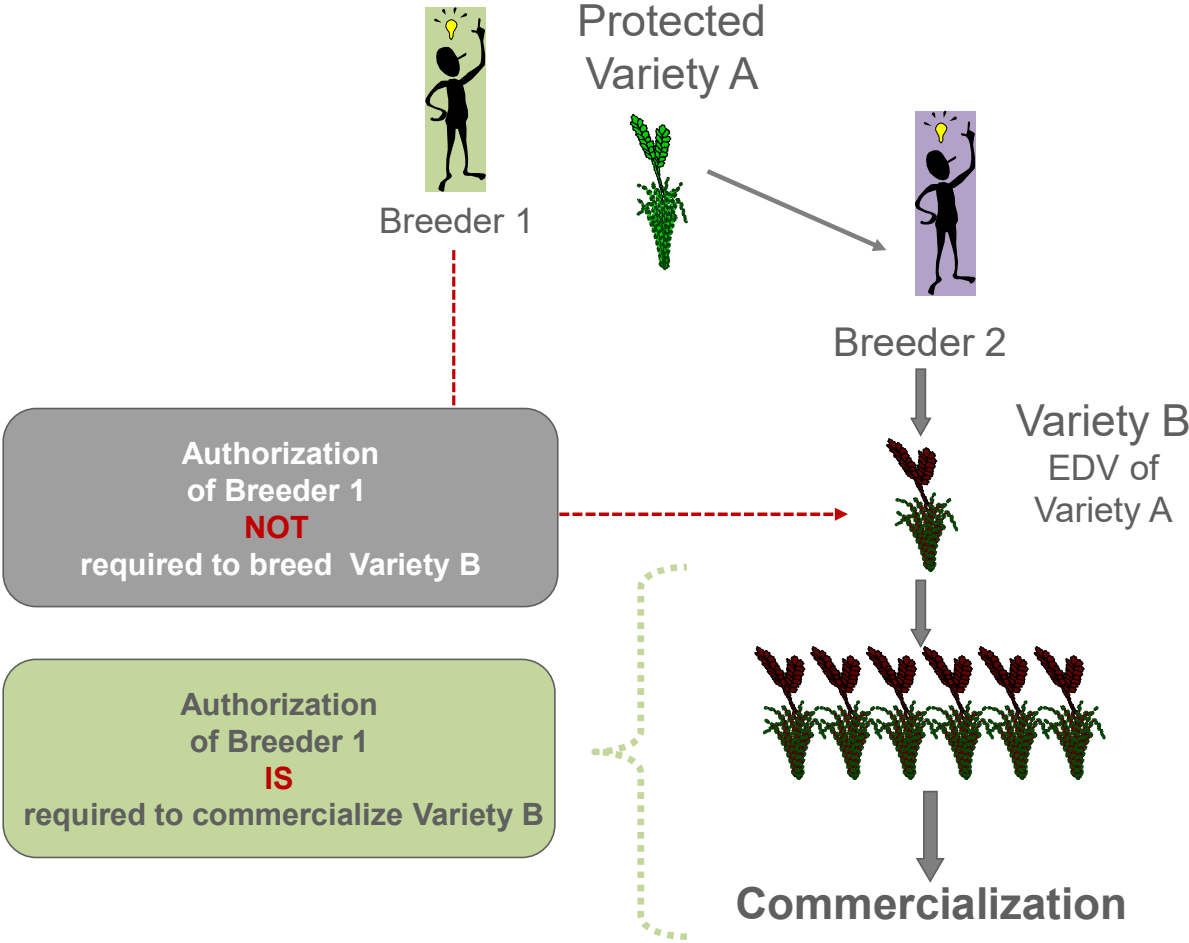 Protected
Variety A
Breeder 1
Breeder 2
Variety B
EDV of
Variety A
Authorization
of Breeder 1
NOT
required to breed  Variety B
Authorization
of Breeder 1
IS
required to commercialize Variety B
Commercialization